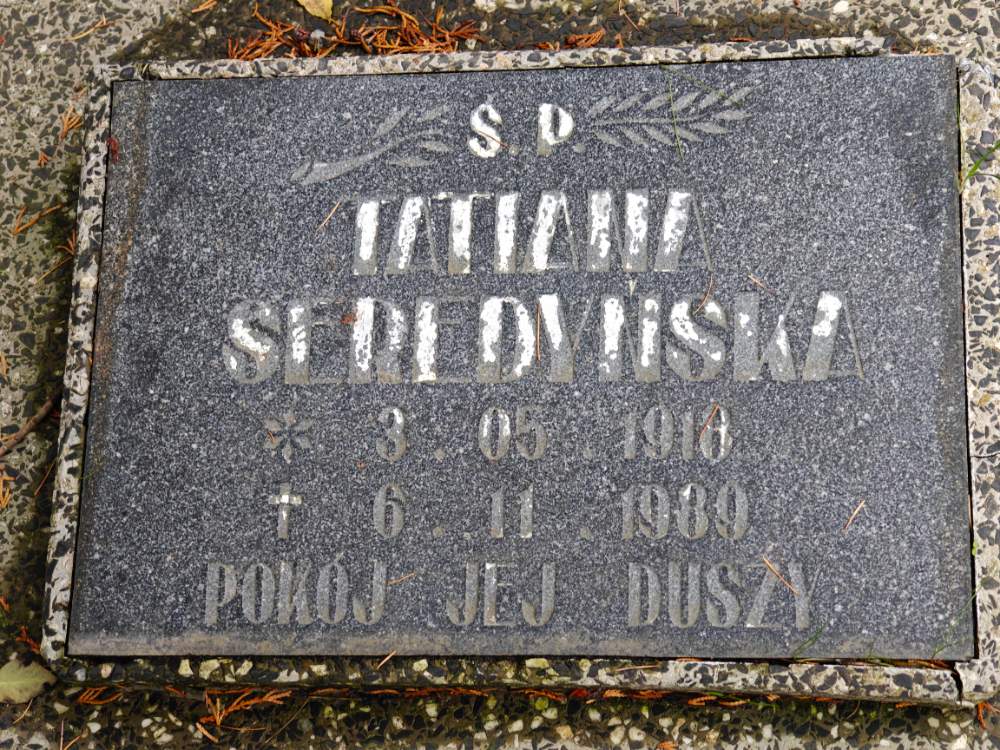 Ś.P.
TATIANA
SEREDYŃSKA
* 3.05.1918
† 6.11.1989
POKÓJ JEJ DUSZY